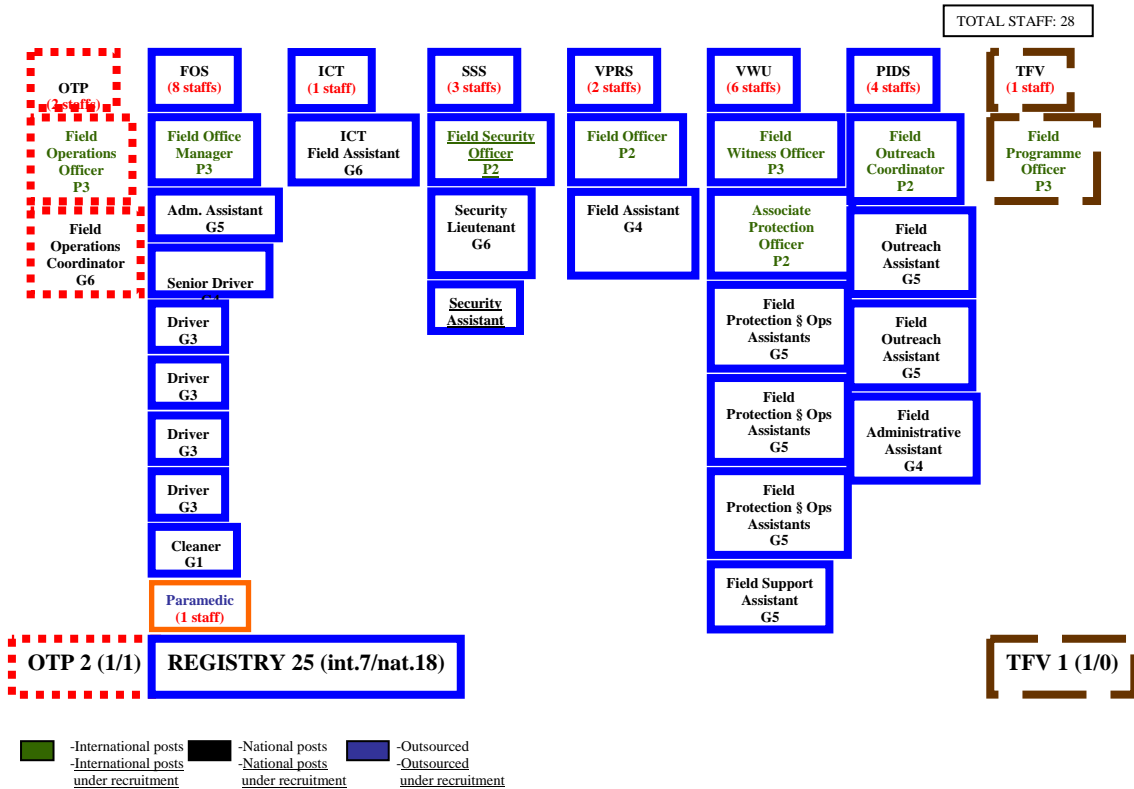 TOTAL STAFF: 28
OTP
(2 staffs)
FOS
(8 staffs)
ICT
(1 staff)
SSS
(3 staffs)
VPRS
(2 staffs)
VWU
(6 staffs)
PIDS
(4 staffs)
TFV
(1 staff)
Field
Operations
Officer
P3
Field
Operations
Coordinator
G6
Field Office
Manager
P3
Adm. Assistant
G5
Senior Driver
Driver
G3
Driver
G3
Driver
G3
Driver
G3
Cleaner
G1
Paramedic
(1 staff)
ICT
Field Assistant
G6
Field Security
Officer
P2
Security
Lieutenant
G6
Security
Assistant
Field Officer
P2
Field Assistant
G4
Field
Witness Officer
P3
Associate
Protection
Officer
P2
Field
Protection § Ops
Assistants
G5
Field
Protection § Ops
Assistants
G5
Field
Protection § Ops
Assistants
G5
Field Support
Assistant
G5
Field
Outreach
Coordinator
P2
Field
Outreach
Assistant
G5
Field
Outreach
Assistant
G5
Field
Administrative
Assistant
G4
Field
Programme
Officer
P3
OTP 2 (1/1)
REGISTRY 25 (int.7/nat.18)
TFV 1 (1/0)
-International posts
-International posts
under recruitment
-National posts
-National posts
under recruitment
-Outsourced
-Outsourced
under recruitment